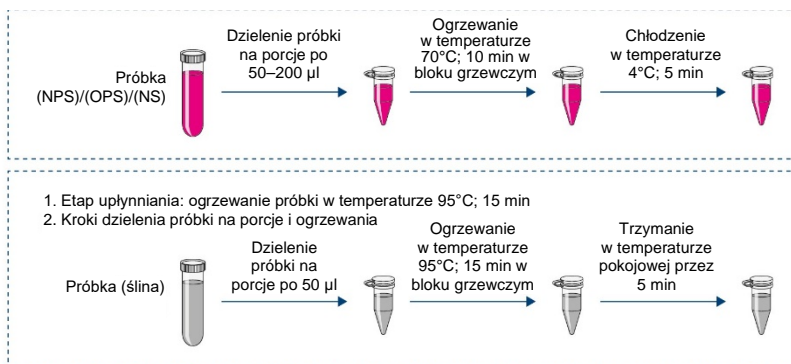 Próbka
(NPS)/(OPS)/(NS)
Dzielenie próbki
na porcje po
50–200 µl
Ogrzewanie
w temperaturze
70°C; 10 min w
bloku grzewczym
Chłodzenie
w temperaturze
4°C; 5 min
1. Etap upłynniania: ogrzewanie próbki w temperaturze 95°C; 15 min
2. Kroki dzielenia próbki na porcje i ogrzewania
Próbka (ślina)
Dzielenie
próbki na
porcje po 50 µl
Ogrzewanie
w temperaturze
95°C; 15 min w
bloku grzewczym
Trzymanie
w temperaturze
pokojowej przez
5 min